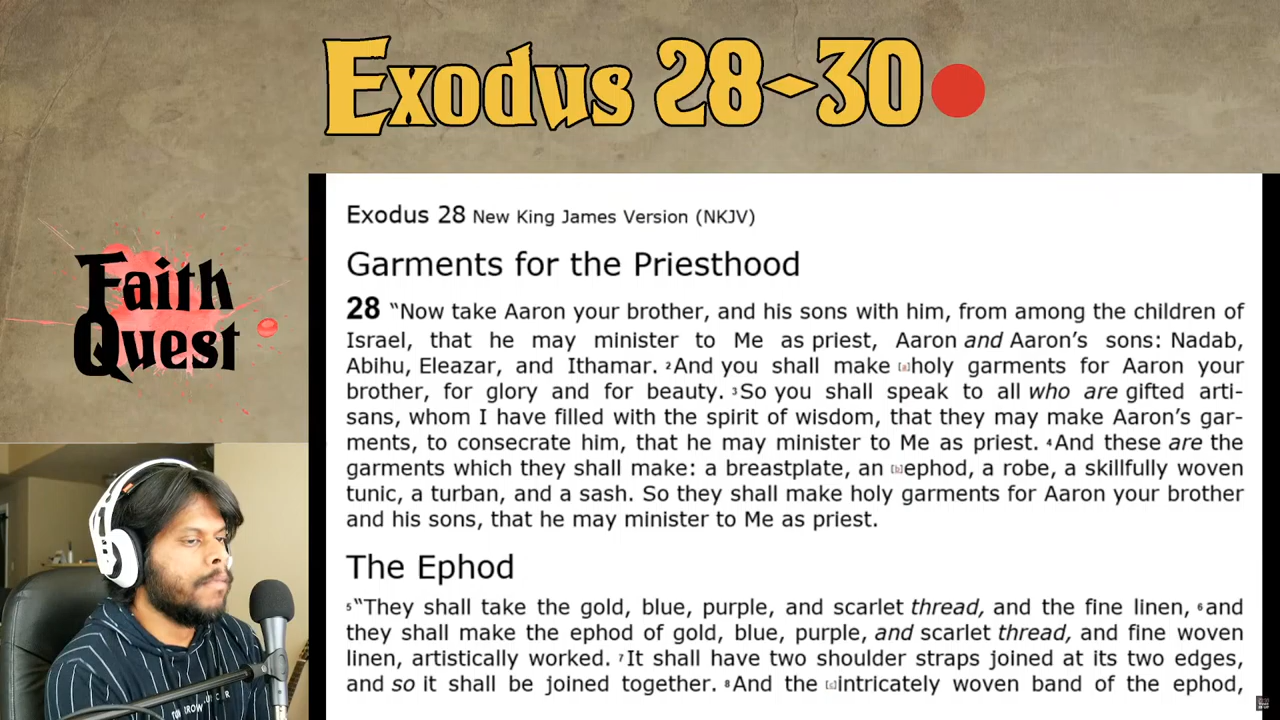 Exodus 28-30
Faith
Quest
Exodus 28 New King James Version (NKJV)
Garments for the Priesthood
28 “Now take Aaron your brother, and his sons with him, from among the children of
Israel, that he may minister to Me as priest, Aaron and Aaron’s sons: Nadab,
Abihu, Eleazar, and Ithamar. 2And you shall make [a]holy garments for Aaron your
brother, for glory and for beauty. 3So you shall speak to all who are gifted arti-
sans, whom I have filled with the spirit of wisdom, that they may make Aaron’s gar-
ments, to consecrate him, that he may minister to Me as priest. 4And these are the
garments which they shall make: a breastplate, an [b]ephod, a robe, a skillfully woven
tunic, a turban, and a sash. So they shall make holy garments for Aaron your brother
and his sons, that he may minister to Me as priest.
The Ephod
5“They shall take the gold, blue, purple, and scarlet thread, and the fine linen, 6and
they shall make the ephod of gold, blue, purple, and scarlet thread, and fine woven
linen, artistically worked. 7It shall have two shoulder straps joined at its two edges,
and so it shall be joined together. 8And the [c]intricately woven band of the ephod,